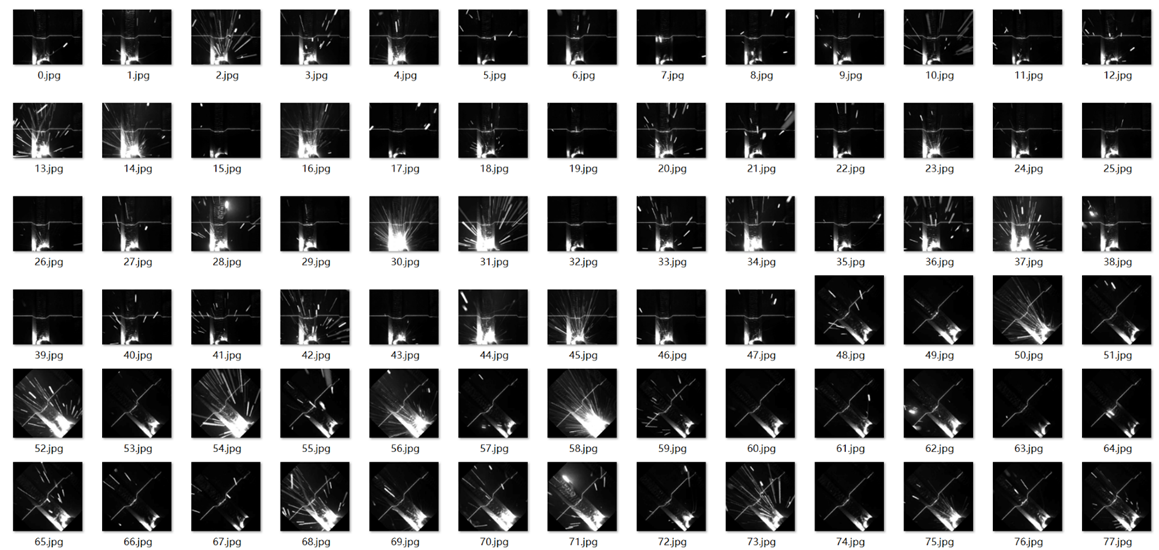 0.jpg 1.jpg 2.jpg 3.jpg 4.jpg 5.jpg 6.jpg 7.jpg 8.jpg 9.jpg 10.jpg 11.jpg 12.jpg
13.jpg 14.jpg 15.jpg 16.jpg 17.jpg 18.jpg 19.jpg 20.jpg 21.jpg 22.jpg 23.jpg 24.jpg 25.jpg
26.jpg 27.jpg 28.jpg 29.jpg 30.jpg 31.jpg 32.jpg 33.jpg 34.jpg 35.jpg 36.jpg 37.jpg 38.jpg
39.jpg 40.jpg 41.jpg 42.jpg 43.jpg 44.jpg 45.jpg 46.jpg 47.jpg 48.jpg 49.jpg 50.jpg 51.jpg
52.jpg 53.jpg 54.jpg 55.jpg 56.jpg 57.jpg 58.jpg 59.jpg 60.jpg 61.jpg 62.jpg 63.jpg 64.jpg
65.jpg 66.jpg 67.jpg 68.jpg 69.jpg 70.jpg 71.jpg 72.jpg 73.jpg 74.jpg 75.jpg 76.jpg 77.jpg